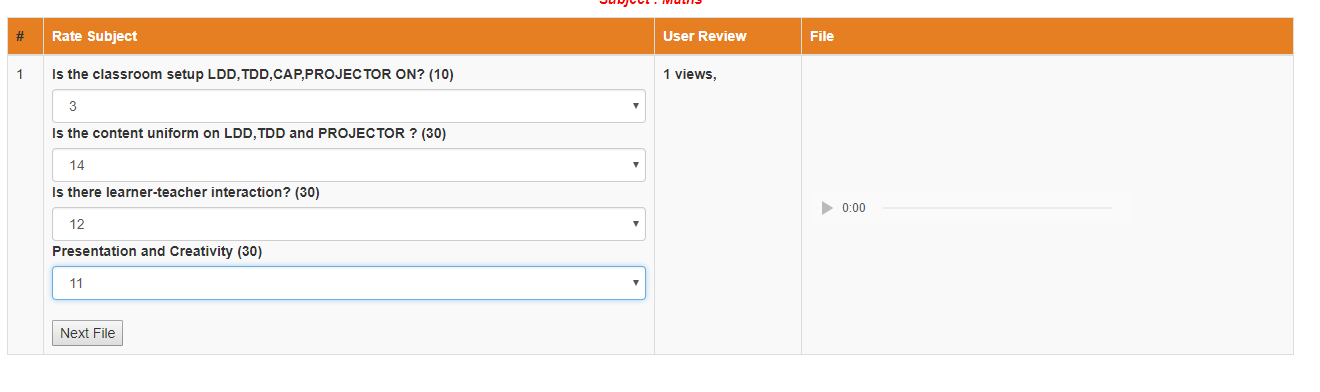 Subject : Maths
# Rate Subject User Review File
1 Is the classroom setup LDD,TDD,CAP,PROJECTOR ON? (10) 1 views,
3
Is the content uniform on LDD,TDD and PROJECTOR ? (30)
14
Is there learner-teacher interaction? (30)
12
0:00
Presentation and Creativity (30)
11
Next File